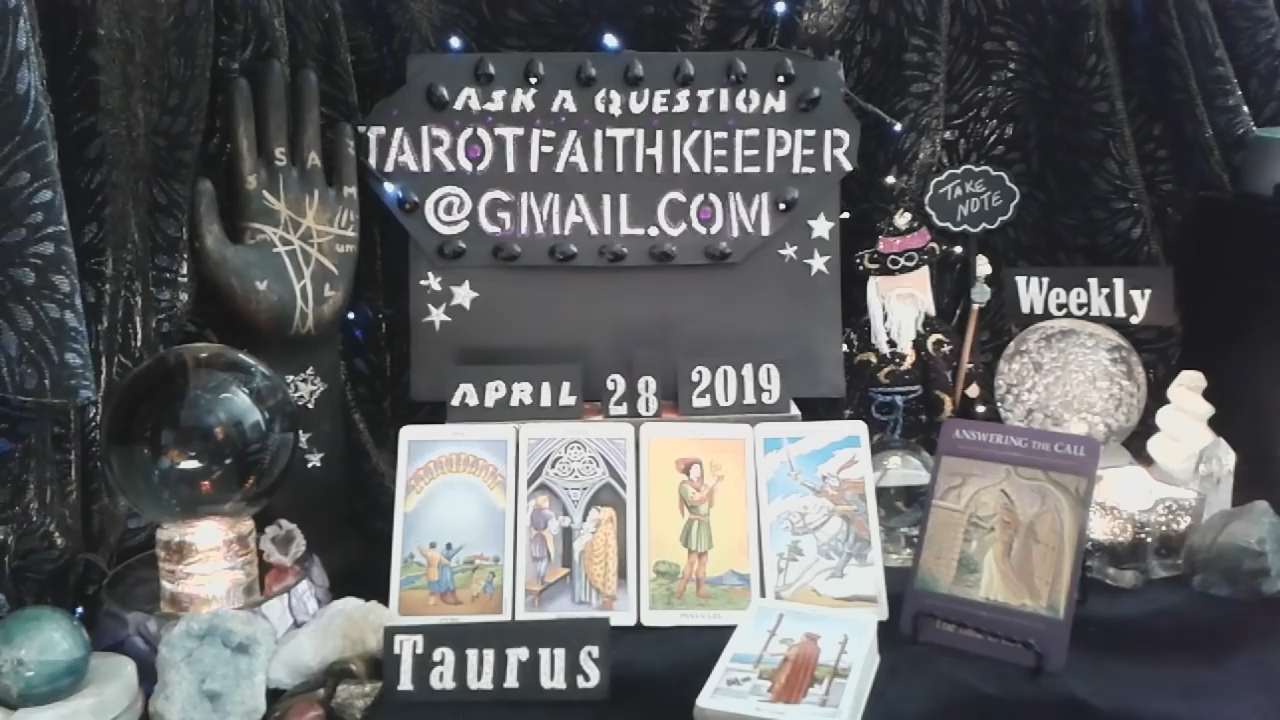 ASK A QUESTION
TAROTFAITHKEEPER
@GMAIL.COM
TAKE
NOTE
Weekly
APRIL 28 2019
ANSWERING THE CALL
Taurus